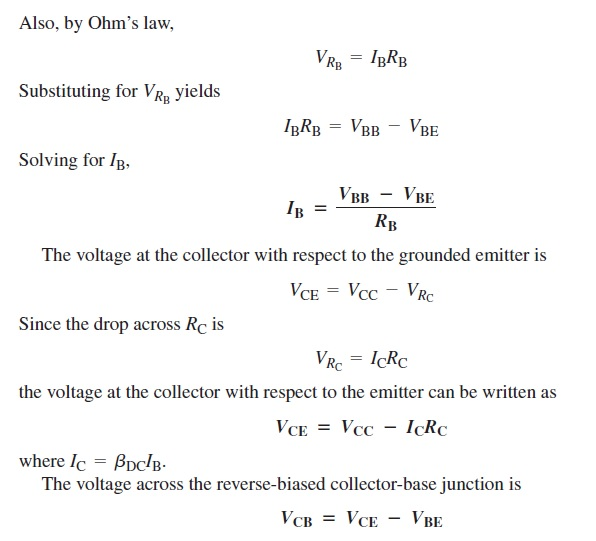 Also, by Ohm's law,
V_{R_B} = I_B R_B
Substituting for V_{R_B} yields
I_B R_B = V_{BB} − V_{BE}
Solving for I_B,
I_B = \frac{V_{BB} − V_{BE}}{R_B}
The voltage at the collector with respect to the grounded emitter is
V_{CE} = V_{CC} − V_{R_C}
Since the drop across R_C is
V_{R_C} = I_C R_C
the voltage at the collector with respect to the emitter can be written as
V_{CE} = V_{CC} − I_C R_C
where I_C = β_{DC} I_B.
The voltage across the reverse-biased collector-base junction is
V_{CB} = V_{CE} − V_{BE}